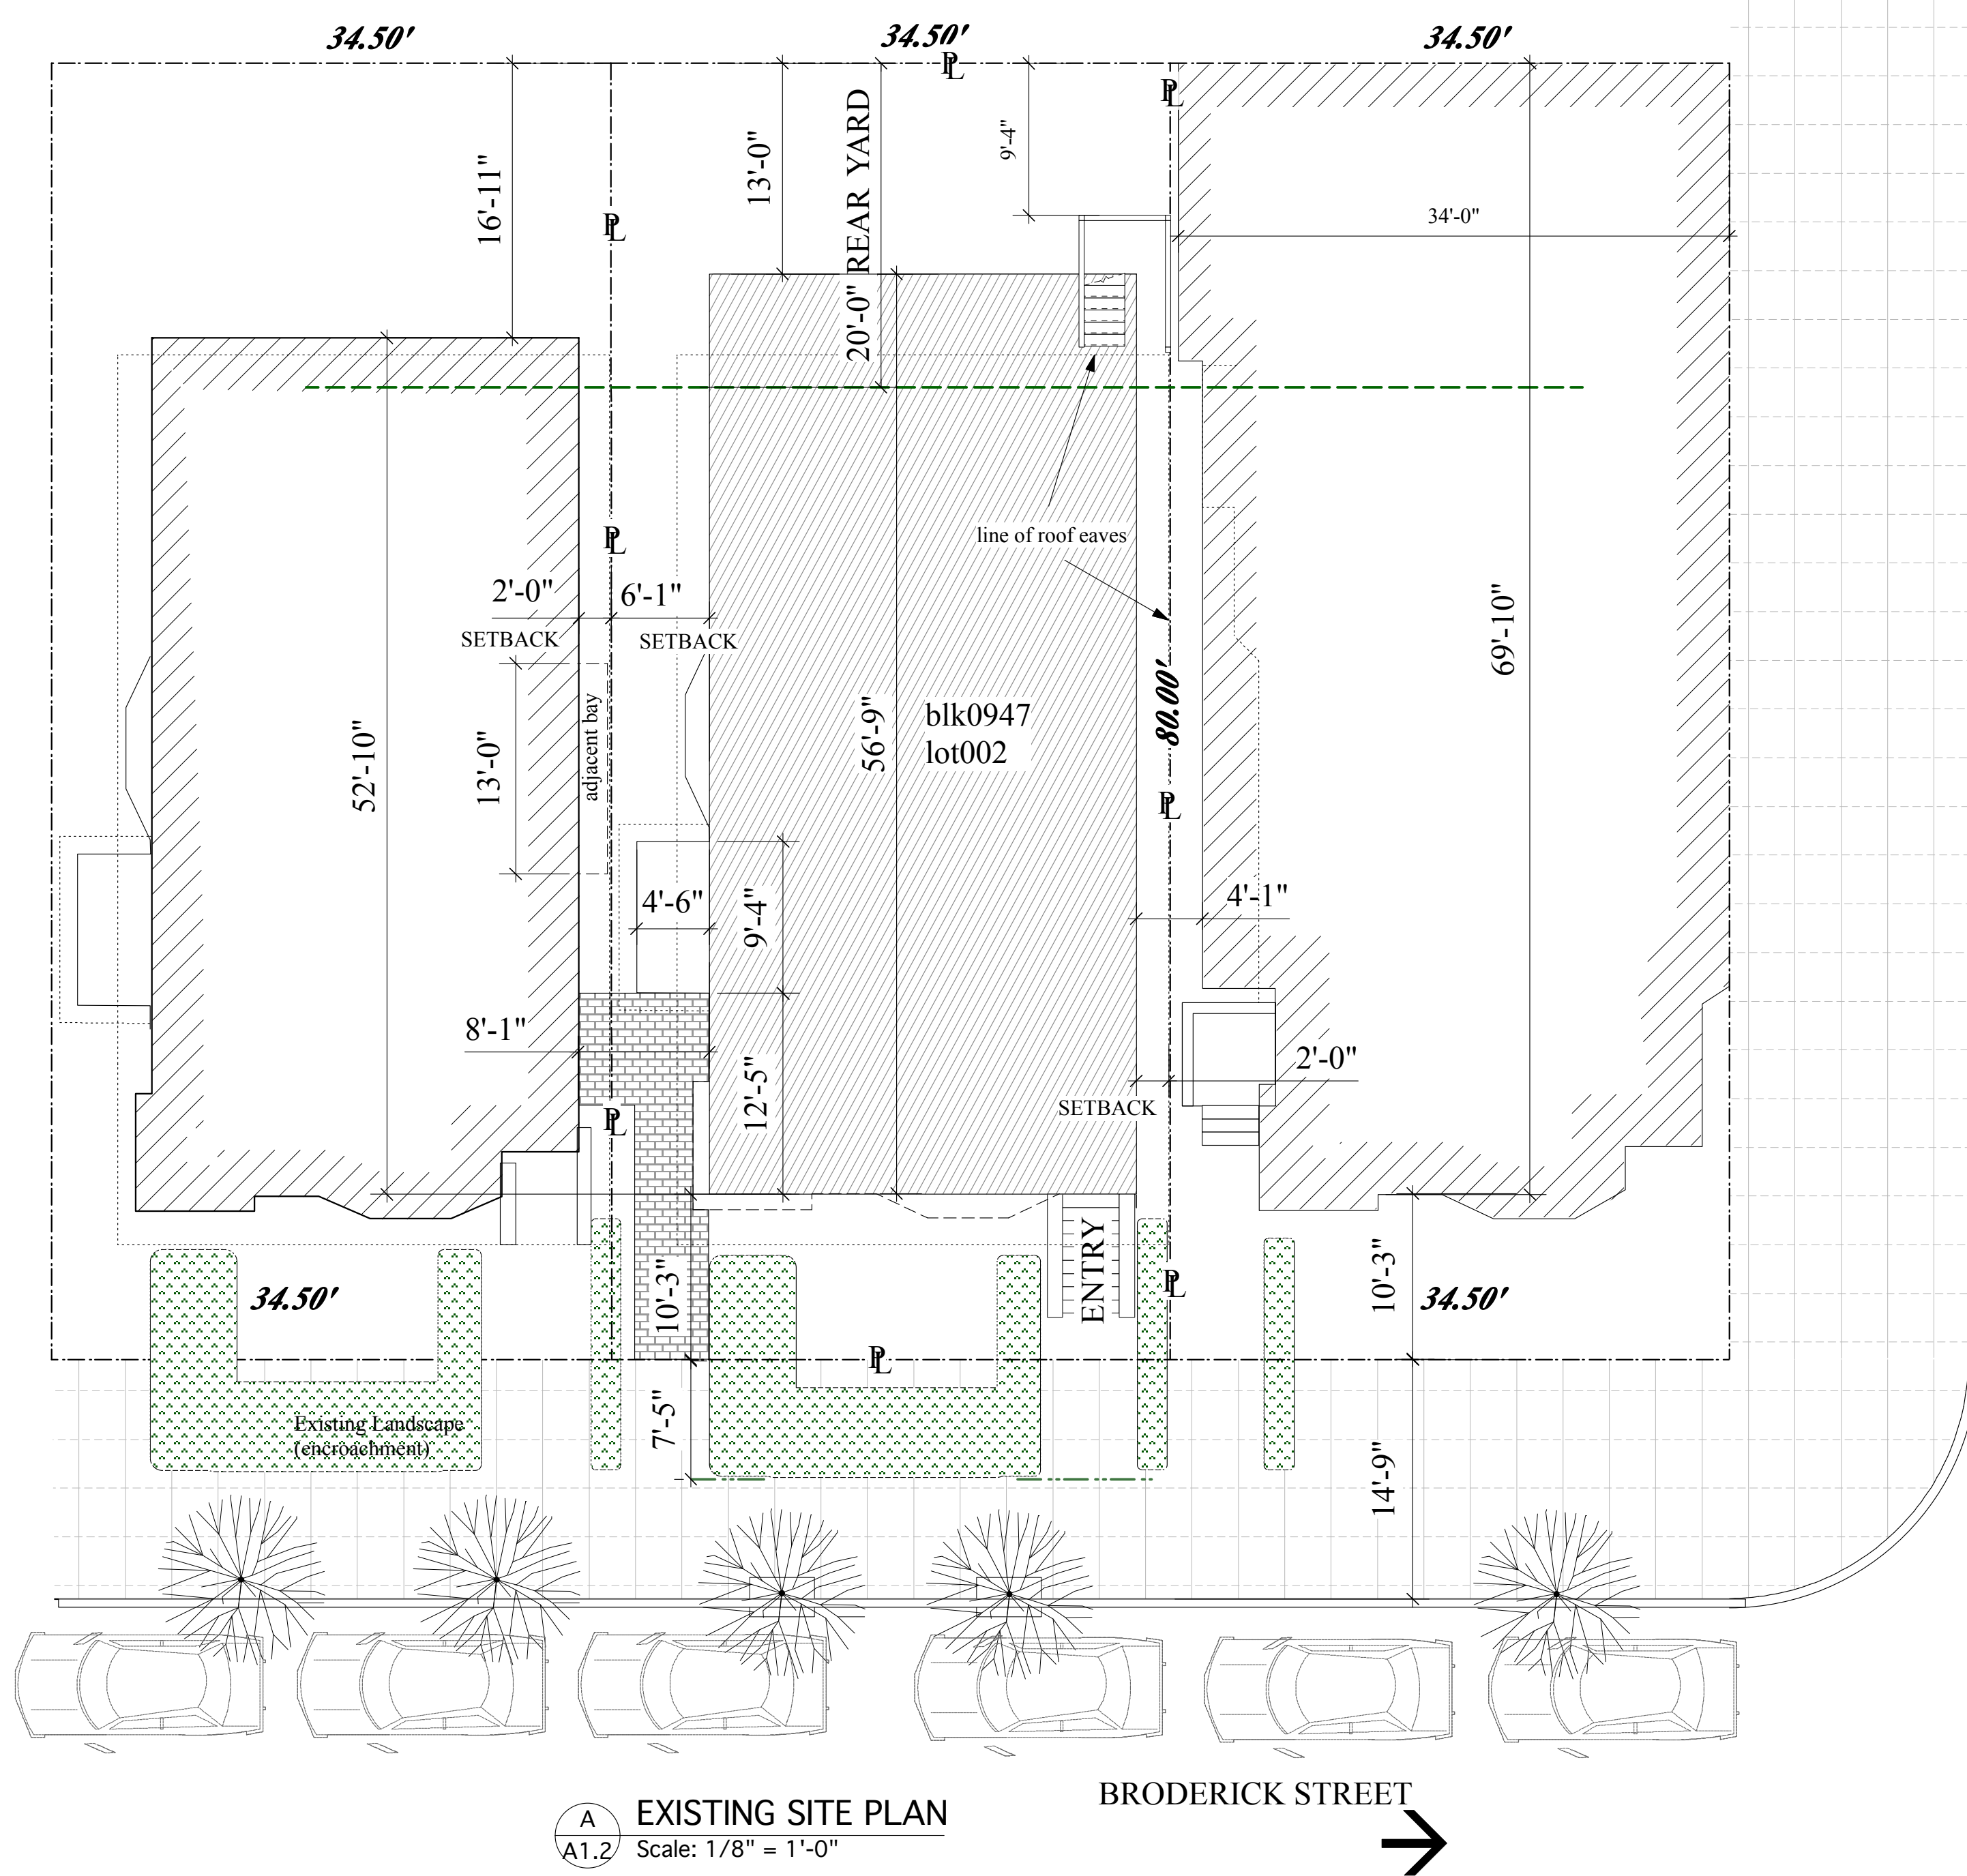 34.50' 34.50' 34.50'
PL
PL
16'-11"
13'-0"
20'-0" REAR YARD
9'-4"
34'-0"
PL
PL
line of roof eaves
2'-0" 6'-1"
SETBACK SETBACK
69'-10"
52'-10"
13'-0"
adjacent bay
56'-9"
blk0947
lot002
80.00'
PL
4'-6"
9'-4"
4'-1"
8'-1"
12'-5"
2'-0"
SETBACK
PL
34.50'
10'-3"
ENTRY
PL
10'-3"
34.50'
PL
Existing Landscape
(encroachment)
7'-5"
14'-9"
BRODERICK STREET
A
A1.2
EXISTING SITE PLAN
Scale: 1/8" = 1'-0"